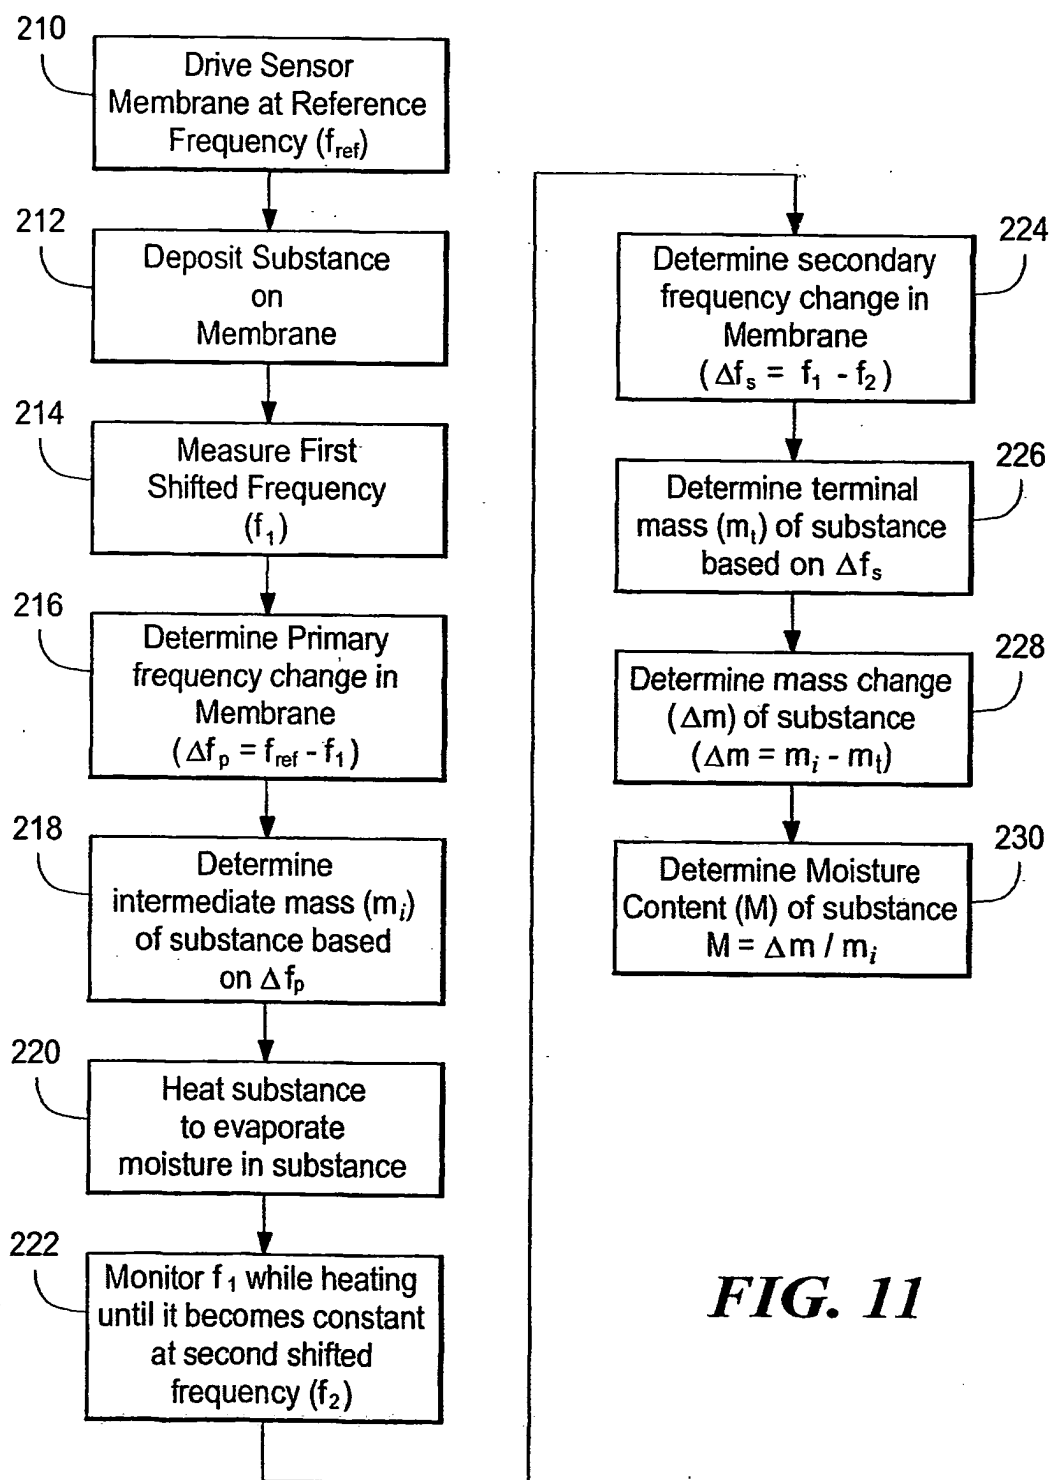 210
Drive Sensor
Membrane at Reference
Frequency (fref)
212
Deposit Substance
on
Membrane
214
Measure First
Shifted Frequency
(f1)
216
Determine Primary
frequency change in
Membrane
(Δfp = fref - f1)
218
Determine
intermediate mass (mi)
of substance based
on Δfp
220
Heat substance
to evaporate
moisture in substance
222
Monitor f1 while heating
until it becomes constant
at second shifted
frequency (f2)
224
Determine secondary
frequency change in
Membrane
(Δfs = f1 - f2)
226
Determine terminal
mass (mt) of substance
based on Δfs
228
Determine mass change
(Δm) of substance
(Δm = mi - mt)
230
Determine Moisture
Content (M) of substance
M = Δm / mi
FIG. 11